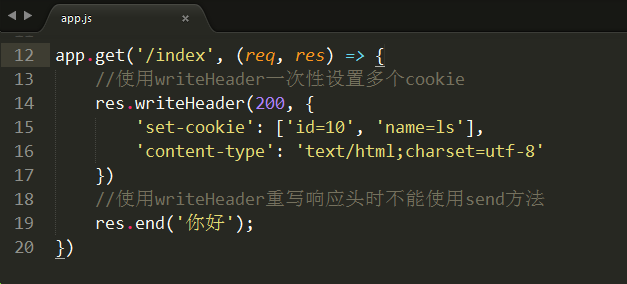 app.js ×
12 app.get('/index', (req, res) => {
13 //使用writeHeader一次性设置多个cookie
14 res.writeHeader(200, {
15 'set-cookie': ['id=10', 'name=ls'],
16 'content-type': 'text/html;charset=utf-8'
17 })
18 //使用writeHeader重写响应头时不能使用send方法
19 res.end('你好');
20 })